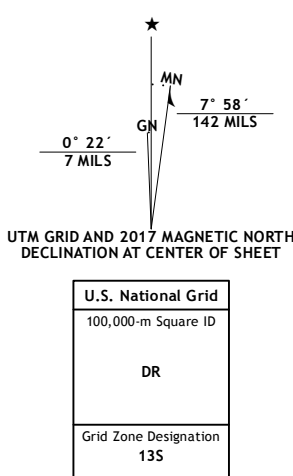 ★
MN
7° 58´
142 MILS
GN
0° 22´
7 MILS
UTM GRID AND 2017 MAGNETIC NORTH
DECLINATION AT CENTER OF SHEET
U.S. National Grid
100,000-m Square ID
DR
Grid Zone Designation
13S